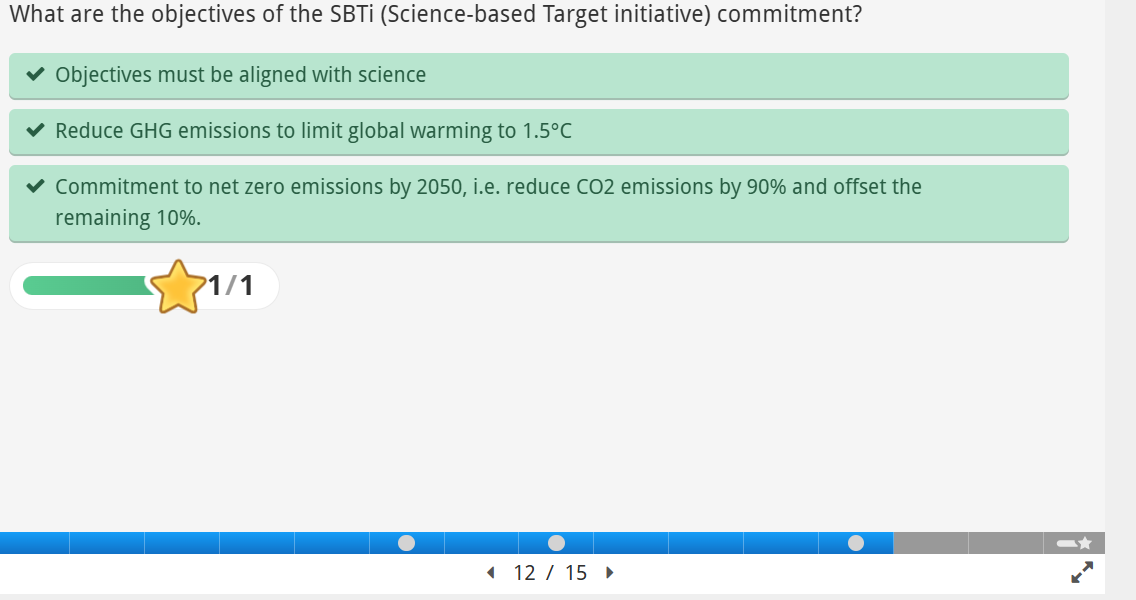 What are the objectives of the SBTi (Science-based Target initiative) commitment?
Objectives must be aligned with science
Reduce GHG emissions to limit global warming to 1.5°C
Commitment to net zero emissions by 2050, i.e. reduce CO2 emissions by 90% and offset the
remaining 10%.
1/1
12 / 15